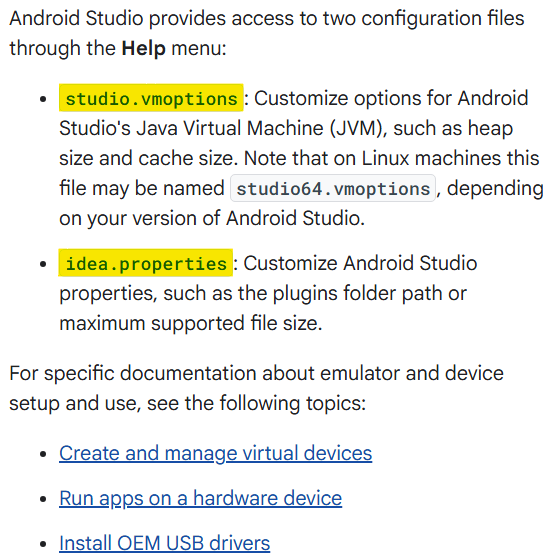 Android Studio provides access to two configuration files
through the Help menu:
• studio.vmoptions: Customize options for Android
Studio's Java Virtual Machine (JVM), such as heap
size and cache size. Note that on Linux machines this
file may be named studio64.vmoptions, depending
on your version of Android Studio.
• idea.properties: Customize Android Studio
properties, such as the plugins folder path or
maximum supported file size.
For specific documentation about emulator and device
setup and use, see the following topics:
• Create and manage virtual devices
• Run apps on a hardware device
• Install OEM USB drivers